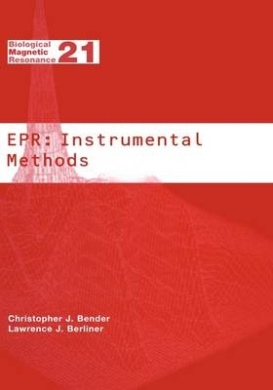 Biological
Magnetic
Resonance 21
EPR: Instrumental
Methods
Christopher J. Bender
Lawrence J. Berliner